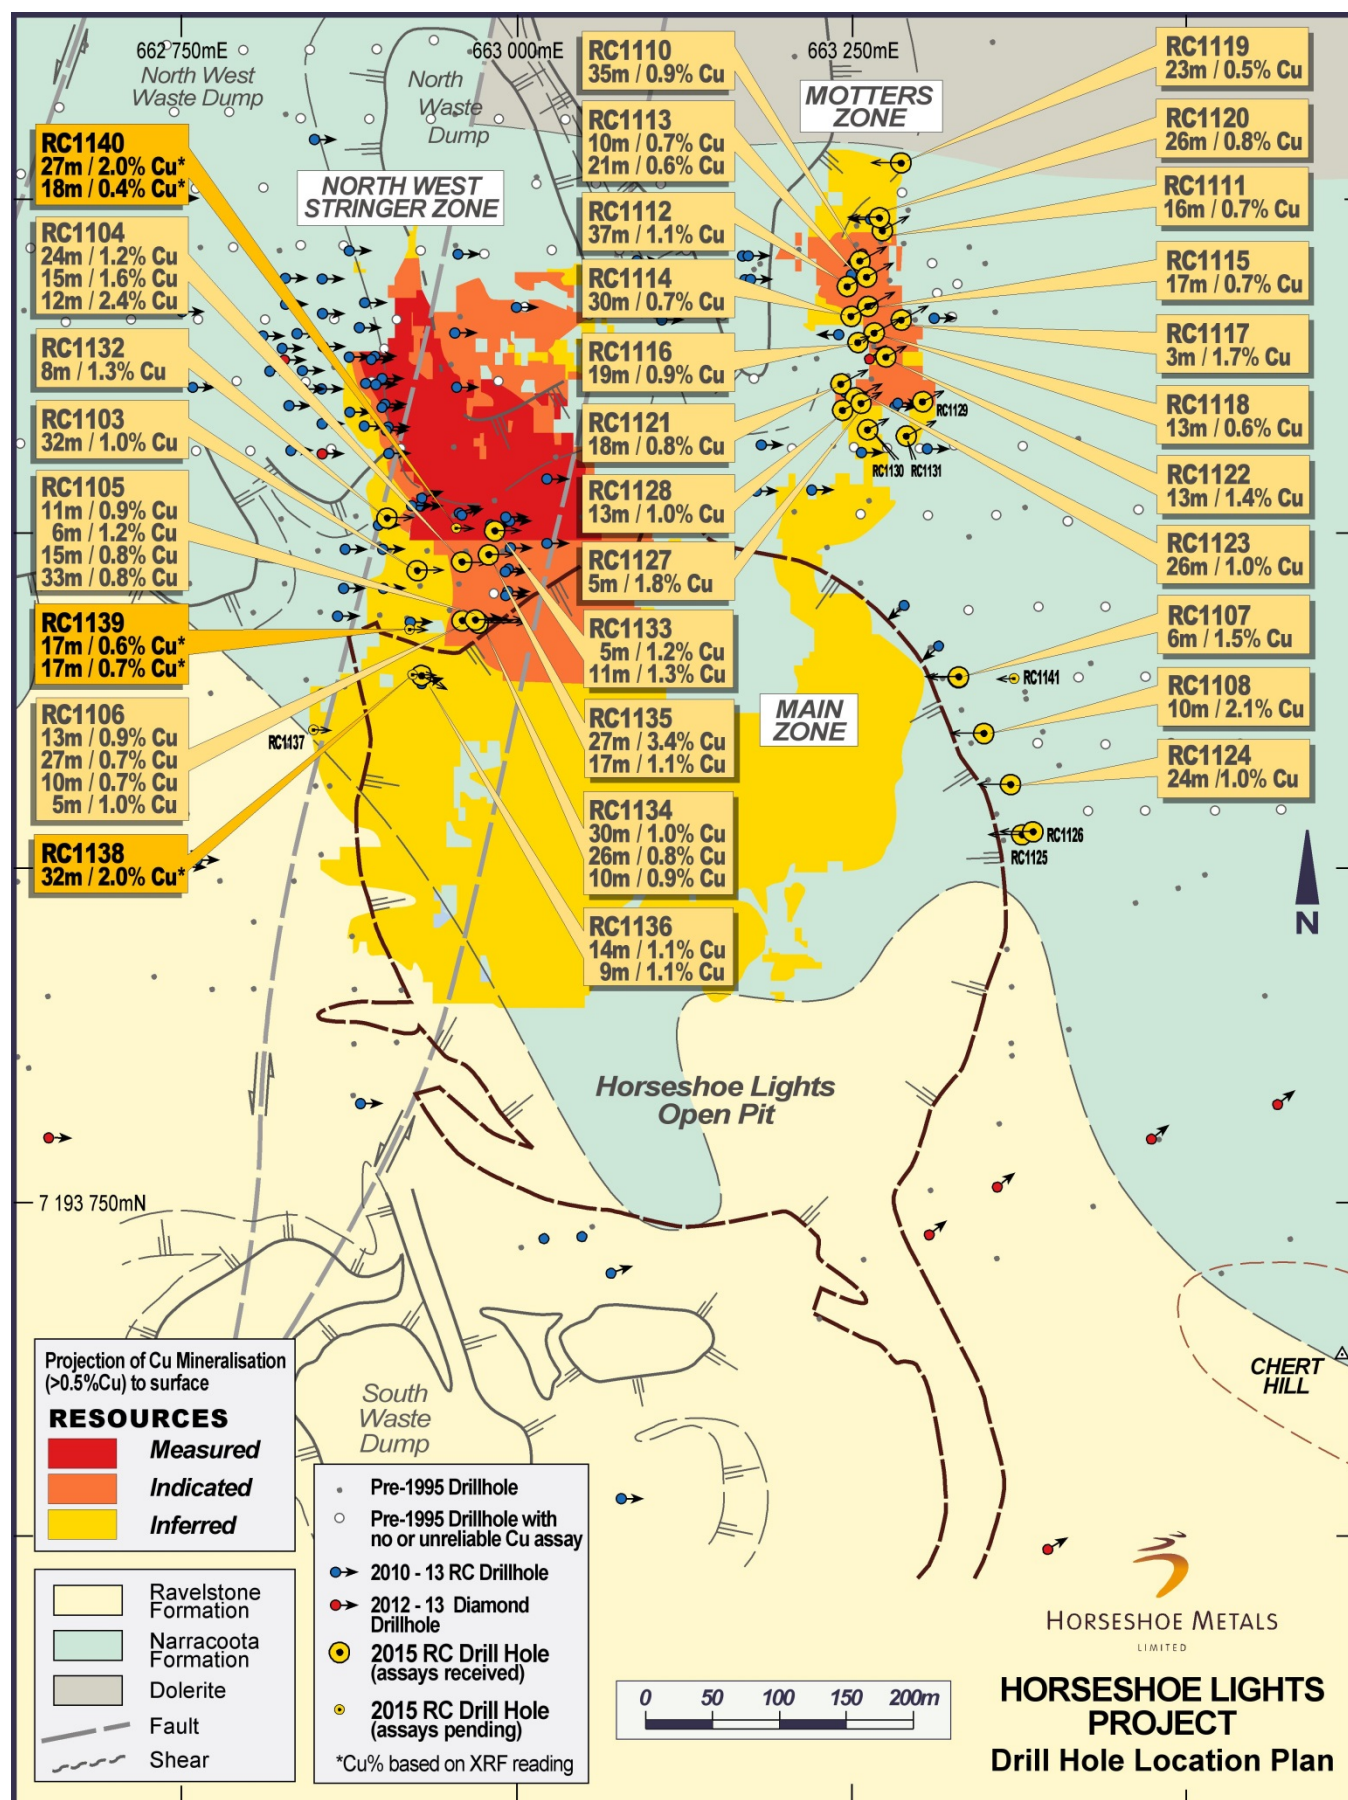 662 750mE
663 000mE
663 250mE
North West
Waste Dump
North
Waste
Dump
MOTTERS
ZONE
NORTH WEST
STRINGER ZONE
RC1140
27m / 2.0% Cu*
18m / 0.4% Cu*
RC1104
24m / 1.2% Cu
15m / 1.6% Cu
12m / 2.4% Cu
RC1132
8m / 1.3% Cu
RC1103
32m / 1.0% Cu
RC1105
11m / 0.9% Cu
6m / 1.2% Cu
15m / 0.8% Cu
33m / 0.8% Cu
RC1139
17m / 0.6% Cu*
17m / 0.7% Cu*
RC1106
13m / 0.9% Cu
27m / 0.7% Cu
10m / 0.7% Cu
5m / 1.0% Cu
RC1138
32m / 2.0% Cu*
RC1137
RC1110
35m / 0.9% Cu
RC1113
10m / 0.7% Cu
21m / 0.6% Cu
RC1112
37m / 1.1% Cu
RC1114
30m / 0.7% Cu
RC1116
19m / 0.9% Cu
RC1121
18m / 0.8% Cu
RC1128
13m / 1.0% Cu
RC1127
5m / 1.8% Cu
RC1133
5m / 1.2% Cu
11m / 1.3% Cu
RC1135
27m / 3.4% Cu
17m / 1.1% Cu
RC1134
30m / 1.0% Cu
26m / 0.8% Cu
10m / 0.9% Cu
RC1136
14m / 1.1% Cu
9m / 1.1% Cu
RC1119
23m / 0.5% Cu
RC1120
26m / 0.8% Cu
RC1111
16m / 0.7% Cu
RC1115
17m / 0.7% Cu
RC1117
3m / 1.7% Cu
RC1118
13m / 0.6% Cu
RC1122
13m / 1.4% Cu
RC1123
26m / 1.0% Cu
RC1107
6m / 1.5% Cu
RC1108
10m / 2.1% Cu
RC1124
24m /1.0% Cu
RC1129
RC1130
RC1131
RC1141
RC1126
RC1125
MAIN
ZONE
N
Horseshoe Lights
Open Pit
7 193 750mN
CHERT
HILL
South
Waste
Dump
Projection of Cu Mineralisation
(>0.5%Cu) to surface
RESOURCES
Measured
Indicated
Inferred
Ravelstone
Formation
Narracoota
Formation
Dolerite
Fault
Shear
Pre-1995 Drillhole
Pre-1995 Drillhole with
no or unreliable Cu assay
2010 - 13 RC Drillhole
2012 - 13 Diamond
Drillhole
2015 RC Drill Hole
(assays received)
2015 RC Drill Hole
(assays pending)
*Cu% based on XRF reading
0 50 100 150 200m
HORSESHOE METALS
LIMITED
HORSESHOE LIGHTS
PROJECT
Drill Hole Location Plan